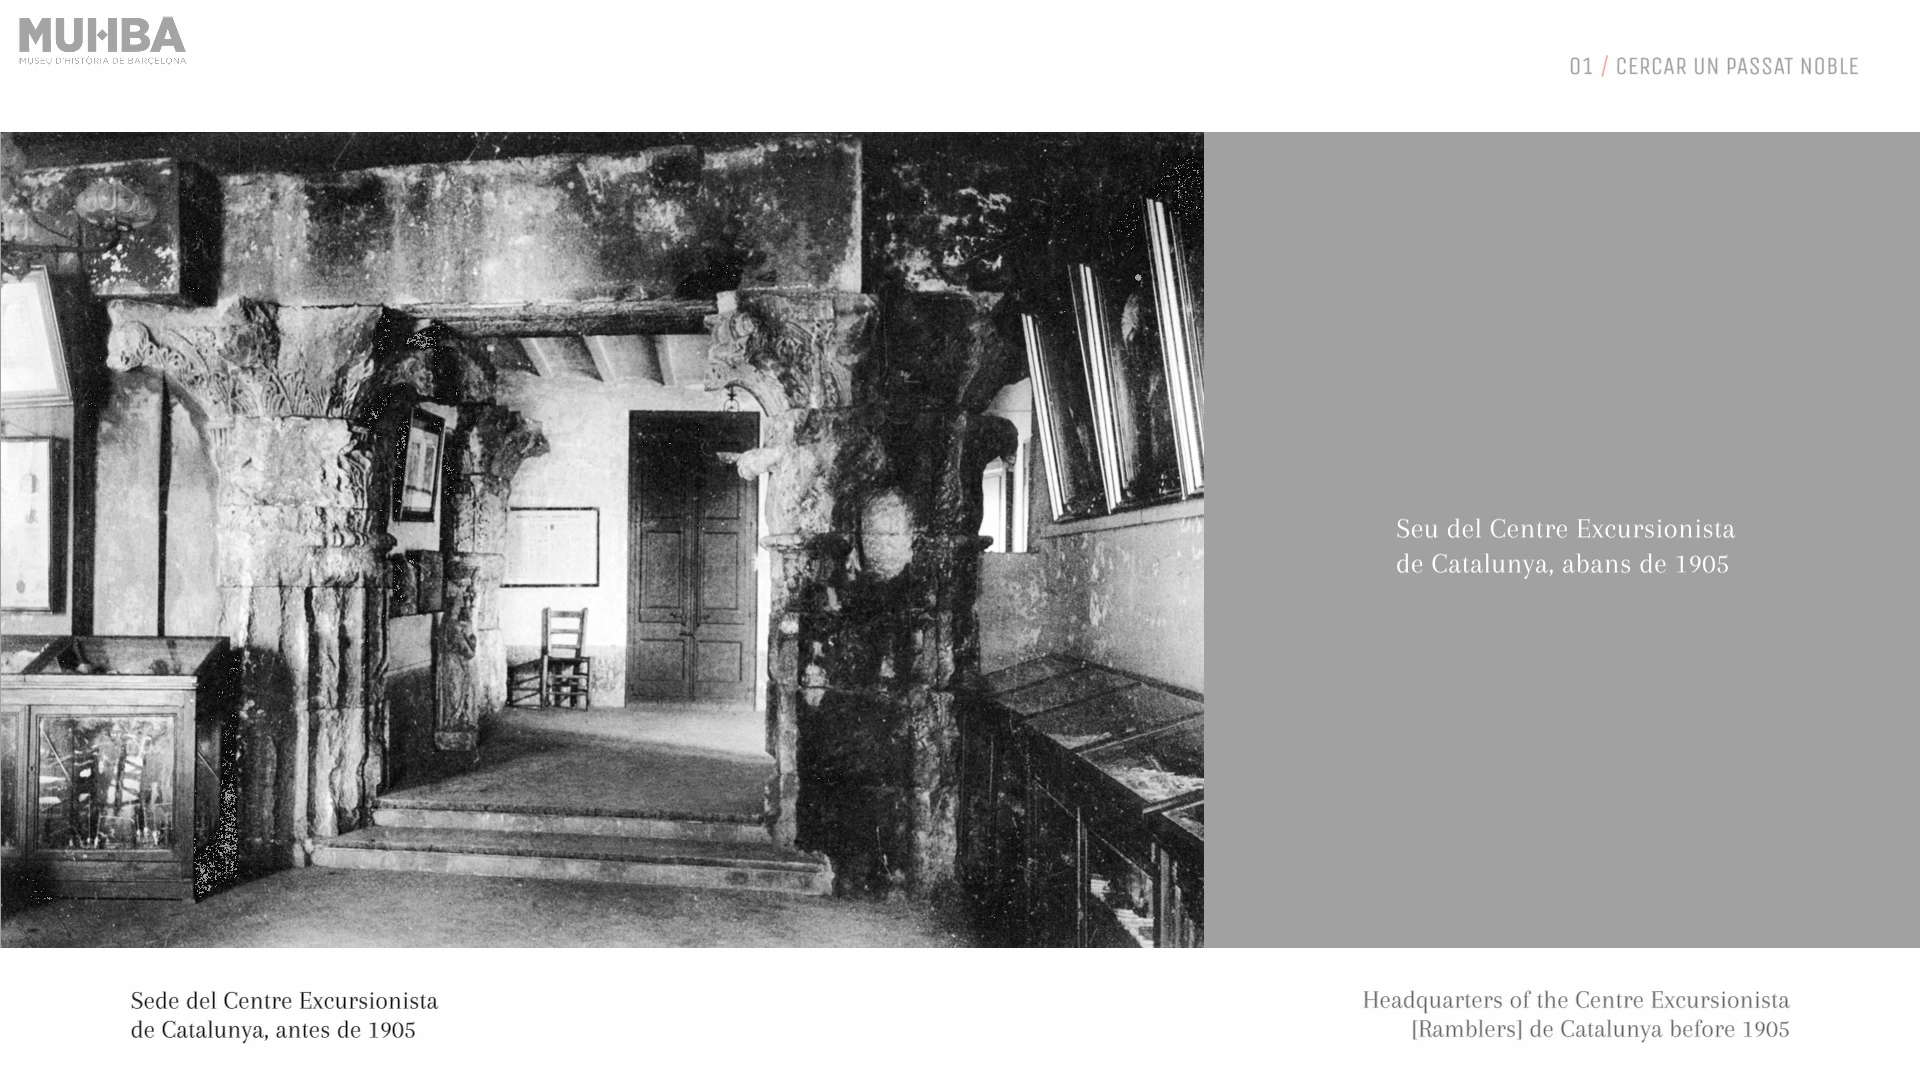 MUHBA
MUSEU D'HISTÒRIA DE BARCELONA
01 / CERCAR UN PASSAT NOBLE
Seu del Centre Excursionista
de Catalunya, abans de 1905
Sede del Centre Excursionista
de Catalunya, antes de 1905
Headquarters of the Centre Excursionista
[Ramblers] de Catalunya before 1905